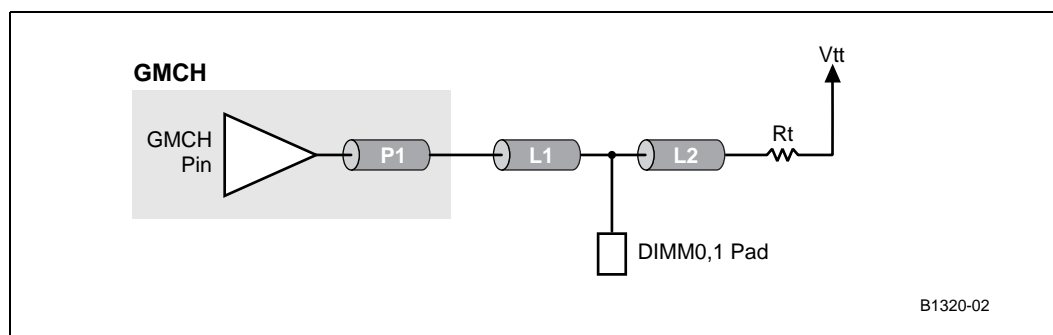 GMCH
GMCH
Pin
P1
L1
L2
Rt
Vtt
DIMM0,1 Pad
B1320-02